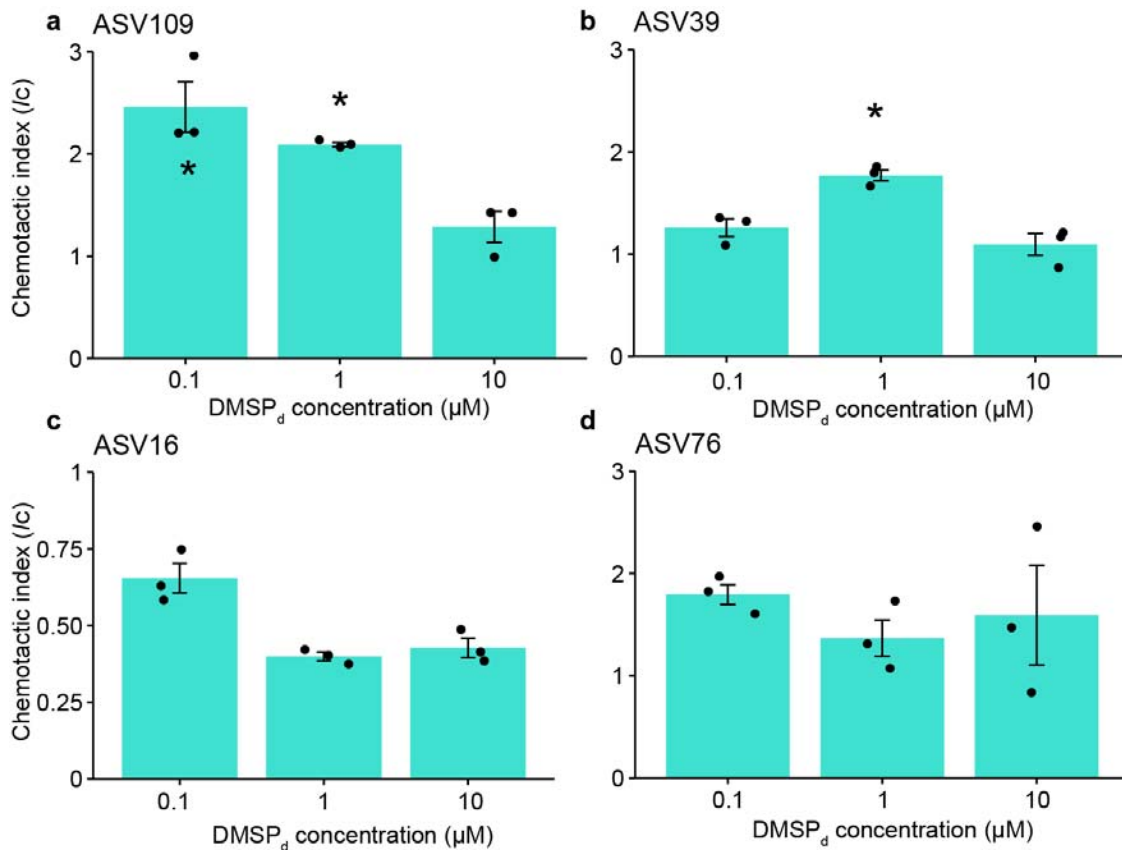 a ASV109
Chemotactic index (Ic)
3
2
1
0
*
*
0.1 1 10
DMSPd concentration (µM)
b ASV39
3
2
1
0
*
0.1 1 10
DMSPd concentration (µM)
c ASV16
Chemotactic index (Ic)
1
0.75
0.50
0.25
0
0.1 1 10
DMSPd concentration (µM)
d ASV76
3
2
1
0
0.1 1 10
DMSPd concentration (µM)